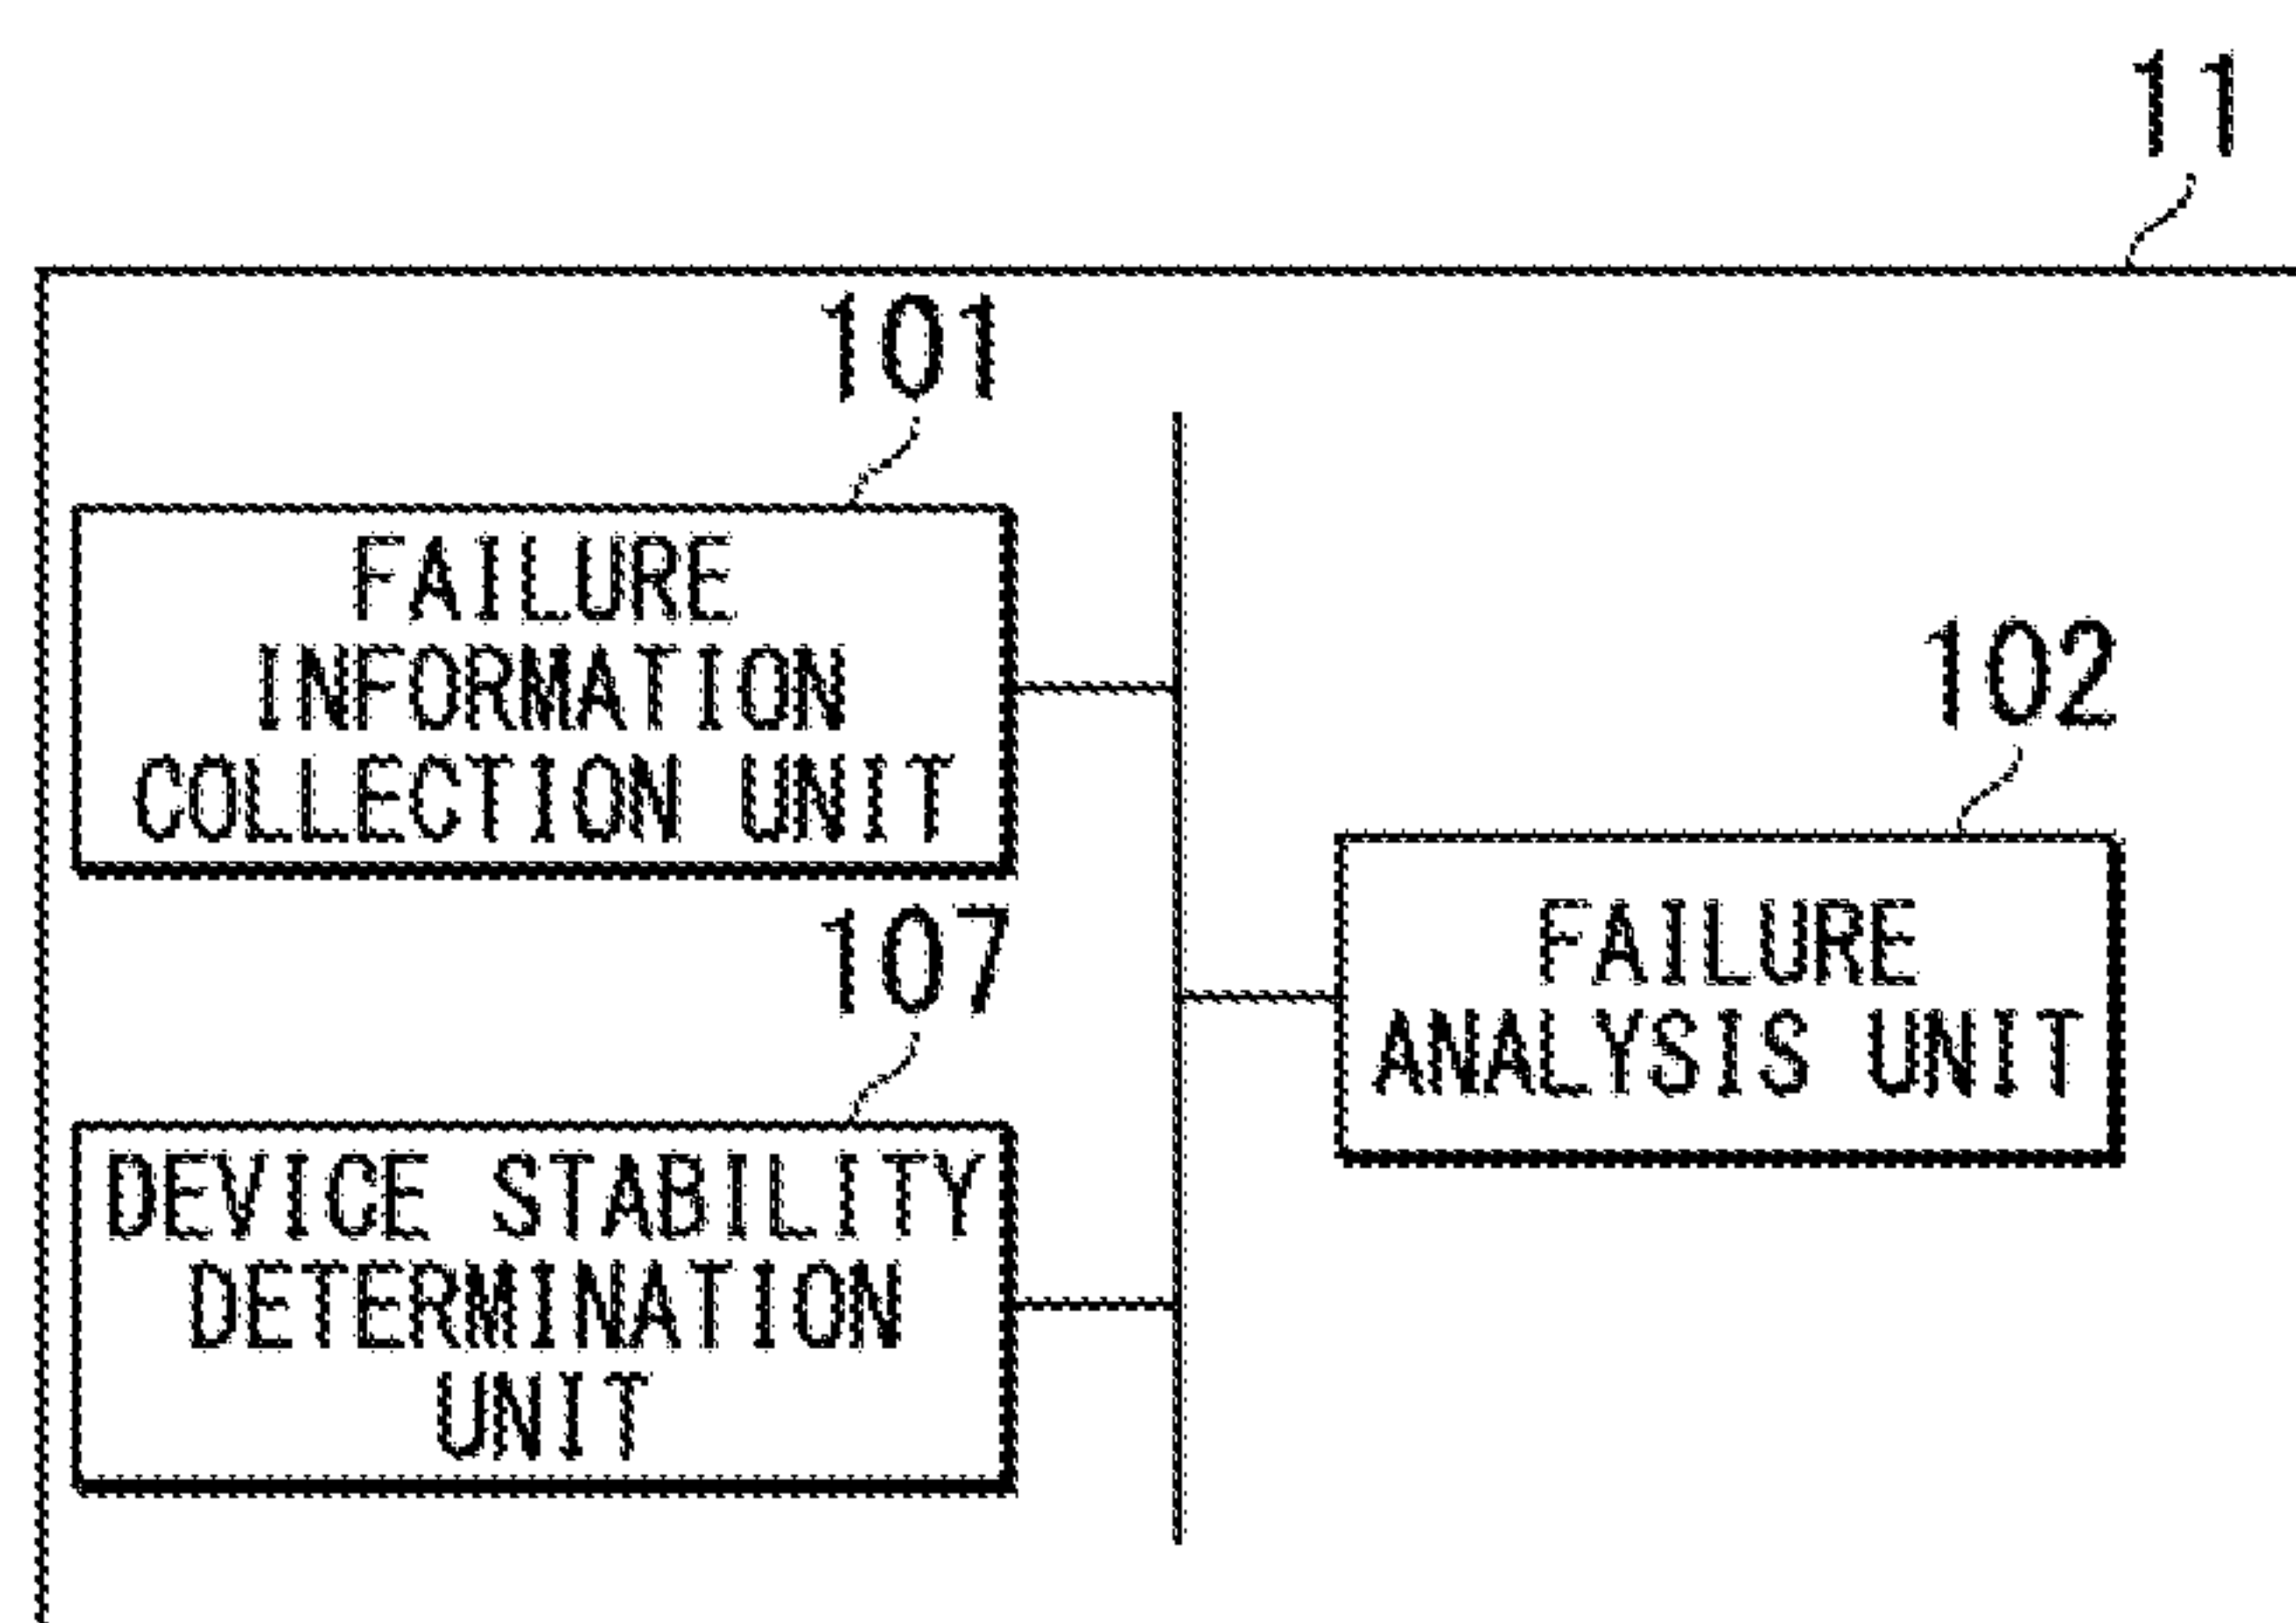 11
101
FAILURE
INFORMATION
COLLECTION UNIT
102
FAILURE
ANALYSIS UNIT
107
DEVICE STABILITY
DETERMINATION
UNIT